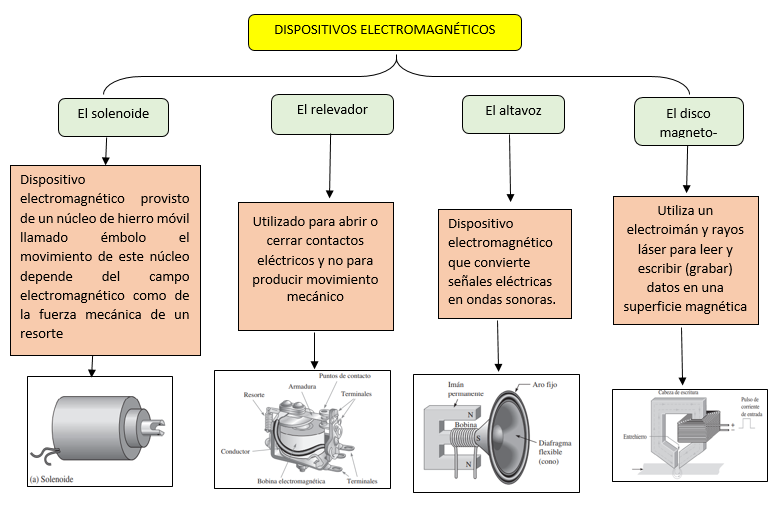 DISPOSITIVOS ELECTROMAGNÉTICOS
El solenoide
El relevador
El altavoz
El disco
magneto-
Dispositivo
electromagnético provisto
de un núcleo de hierro móvil
llamado émbolo el
movimiento de este núcleo
depende del campo
electromagnético como de
la fuerza mecánica de un
resorte
Utilizado para abrir o
cerrar contactos
eléctricos y no para
producir movimiento
mecánico
Dispositivo
electromagnético
que convierte
señales eléctricas
en ondas sonoras.
Utiliza un
electroimán y rayos
láser para leer y
escribir (grabar)
datos en una
superficie magnética
(a) Solenoide
Puntos de contacto
Armadura
Resorte
Terminales
Conductor
Bobina electromagnética
Terminales
Imán
permanente
Aro fijo
N
Bobina
S
Diafragma
flexible
(cono)
N
Cabeza de escritura
Pulso de
corriente
de entrada
+
Entrehierro